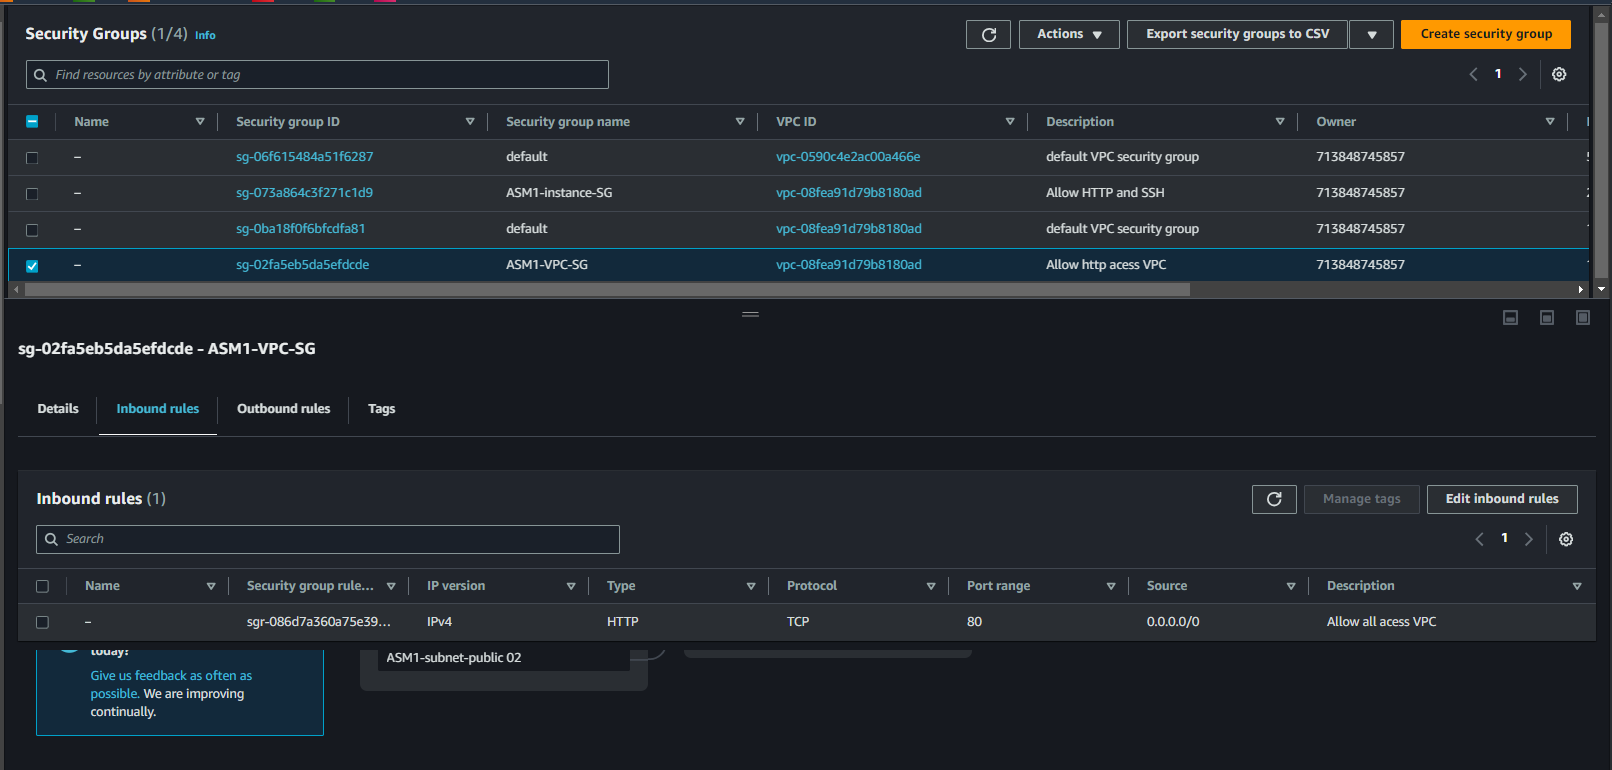 Security Groups (1/4) Info
Actions
Export security groups to CSV
Create security group
Find resources by attribute or tag
1
Name Security group ID Security group name VPC ID Description Owner
– sg-06f615484a51f6287 default vpc-0590c4e2ac00a466e default VPC security group 713848745857
– sg-073a864c3f271c1d9 ASM1-instance-SG vpc-08fea91d79b8180ad Allow HTTP and SSH 713848745857
– sg-0ba18f0f6bfcdfa81 default vpc-08fea91d79b8180ad default VPC security group 713848745857
– sg-02fa5eb5da5efdcde ASM1-VPC-SG vpc-08fea91d79b8180ad Allow http acess VPC 713848745857
sg-02fa5eb5da5efdcde - ASM1-VPC-SG
Details Inbound rules Outbound rules Tags
Inbound rules (1)
Manage tags
Edit inbound rules
Search
1
Name Security group rule... IP version Type Protocol Port range Source Description
– sgr-086d7a360a75e39... IPv4 HTTP TCP 80 0.0.0.0/0 Allow all acess VPC
today?
Give us feedback as often as
possible. We are improving
continually.
ASM1-subnet-public 02